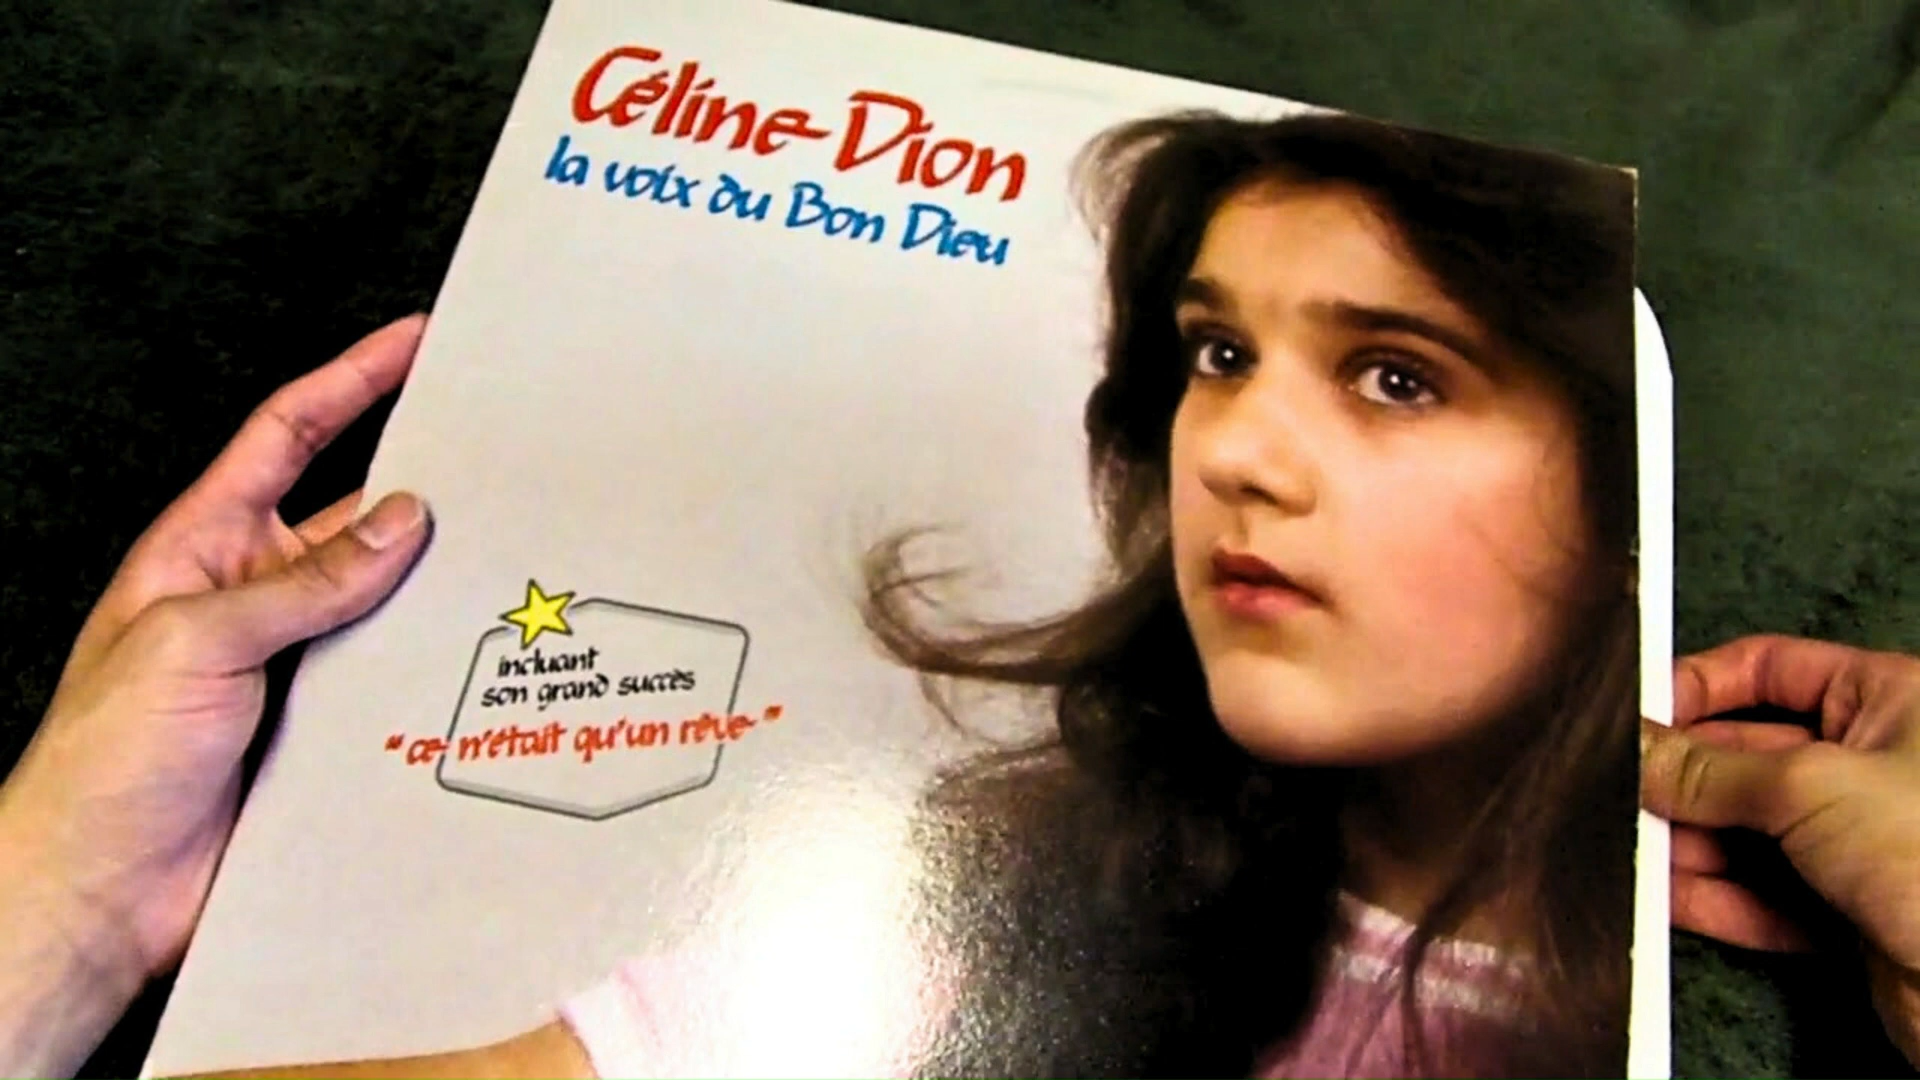 Céline Dion
la voix du Bon Dieu
incluant
son grand succès
"ce n'était qu'un rêve"